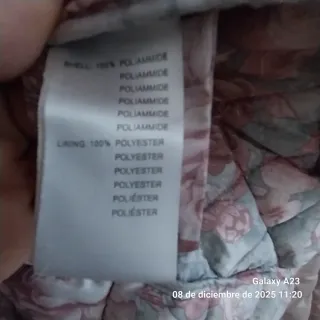 SHELL: 100% POLIAMMIDE
POLIAMMIDE
POLIAMMIDE
POLIAMMIDE
POLIAMMIDE
POLIAMMIDE
LINING: 100% POLYESTER
POLYESTER
POLYESTER
POLYESTER
POLIÉSTER
POLIÉSTER
Galaxy A23
08 de diciembre de 2025 11:20